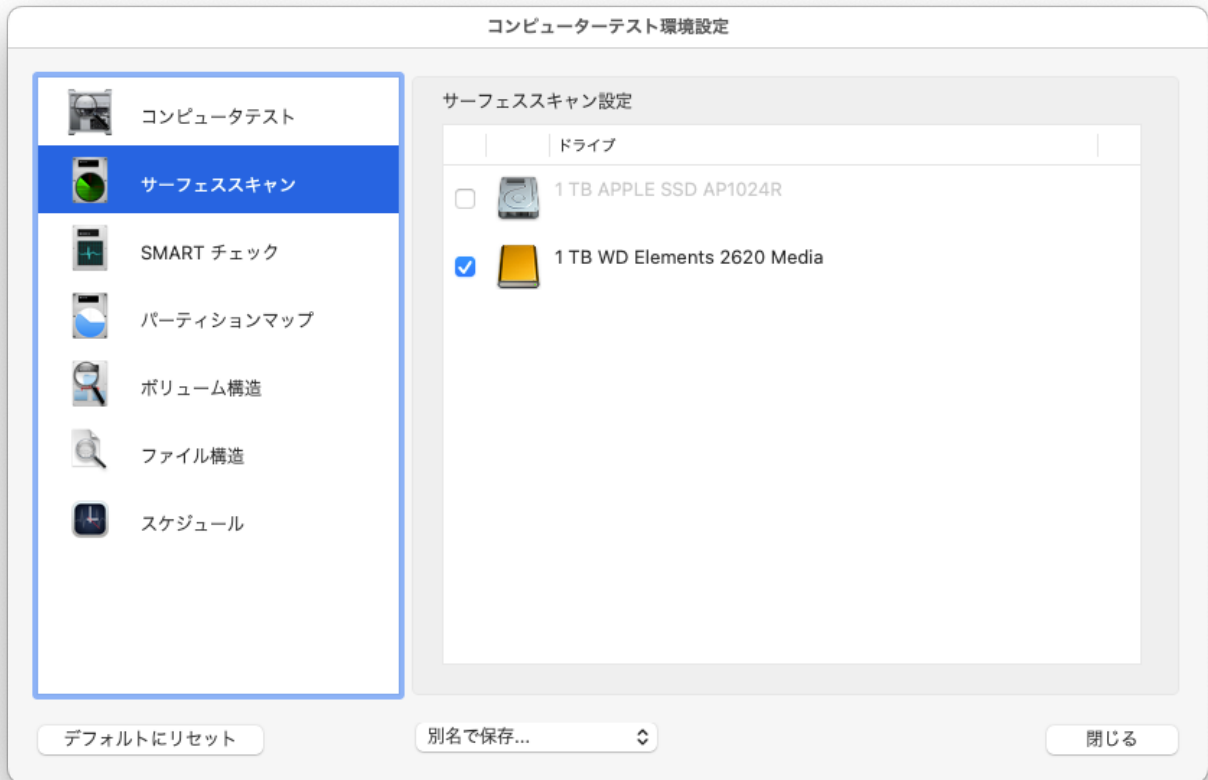 コンピューターテスト環境設定
コンピュータテスト
サーフェススキャン
SMART チェック
パーティションマップ
ボリューム構造
ファイル構造
スケジュール
サーフェススキャン設定
ドライブ
1 TB APPLE SSD AP1024R
1 TB WD Elements 2620 Media
デフォルトにリセット
別名で保存...
閉じる